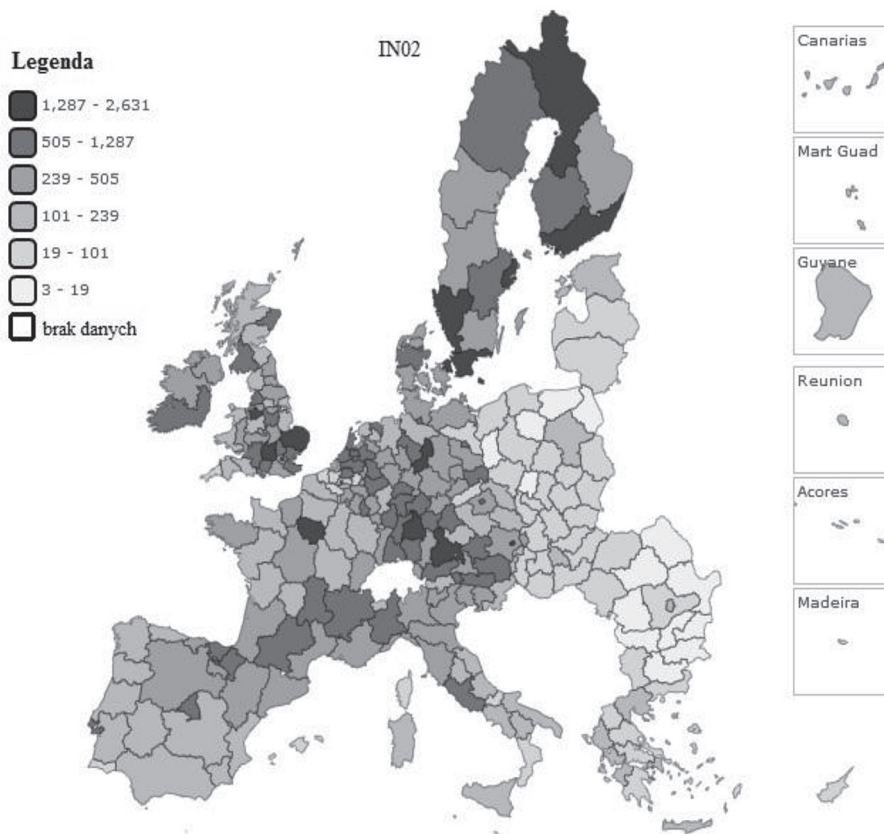 IN02
Legenda
1,287 - 2,631
505 - 1,287
239 - 505
101 - 239
19 - 101
3 - 19
brak danych
Canarias
Mart Guad
Guyane
Reunion
Acores
Madeira